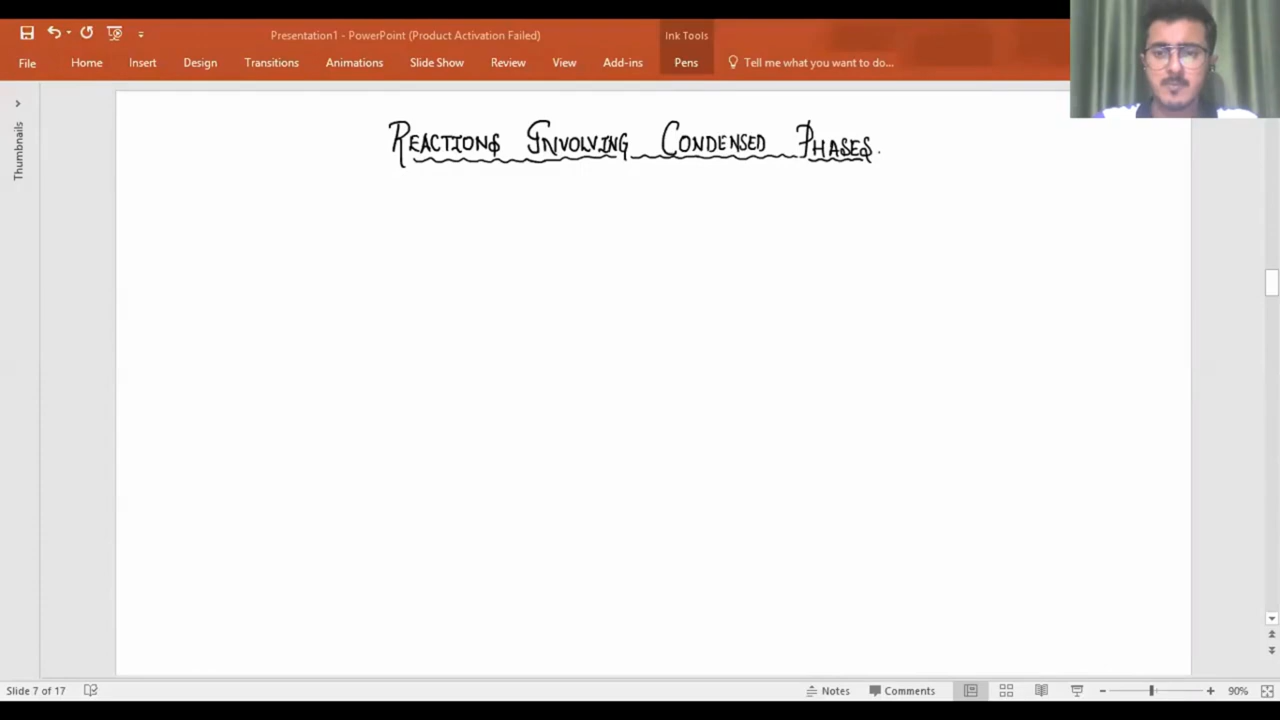 Presentation1 - PowerPoint (Product Activation Failed)
Ink Tools
File Home Insert Design Transitions Animations Slide Show Review View Add-ins Pens Tell me what you want to do...
Thumbnails
REACTIONS INVOLVING CONDENSED PHASES.
Slide 7 of 17 Notes Comments 90%